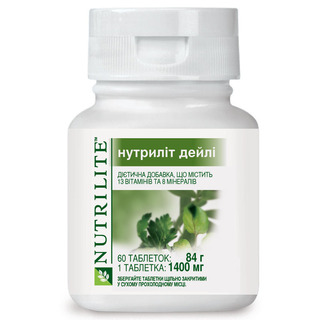 NUTRILITE™
нутриліт дейлі
ДІЄТИЧНА ДОБАВКА, ЩО МІСТИТЬ
13 ВІТАМІНІВ ТА 8 МІНЕРАЛІВ
60 ТАБЛЕТОК: 84 г
1 ТАБЛЕТКА: 1400 мг
ЗБЕРІГАЙТЕ ТАБЛЕТКИ ЩІЛЬНО ЗАКРИТИМИ
У СУХОМУ ПРОХОЛОДНОМУ МІСЦІ.